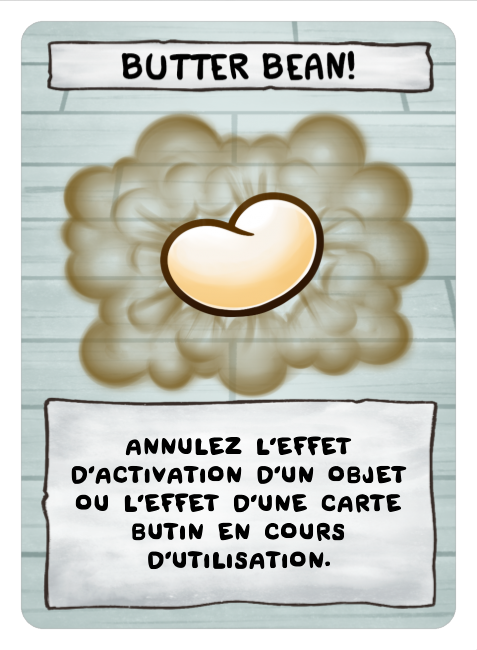 BUTTER BEAN!
ANNULEZ L'EFFET
D'ACTIVATION D'UN OBJET
OU L'EFFET D'UNE CARTE
BUTIN EN COURS
D'UTILISATION.